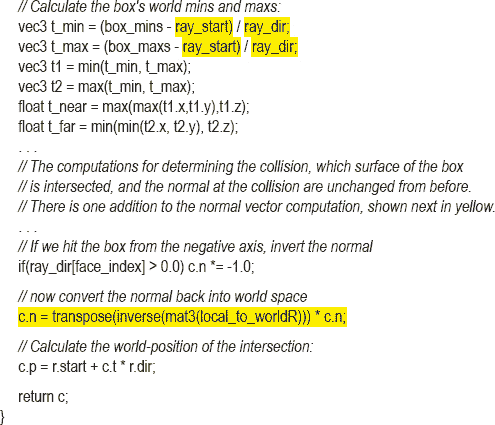 // Calculate the box's world mins and maxs:
vec3 t_min = (box_mins - ray_start) / ray_dir;
vec3 t_max = (box_maxs - ray_start) / ray_dir;
vec3 t1 = min(t_min, t_max);
vec3 t2 = max(t_min, t_max);
float t_near = max(max(t1.x,t1.y),t1.z);
float t_far = min(min(t2.x, t2.y), t2.z);
. . .
// The computations for determining the collision, which surface of the box
// is intersected, and the normal at the collision are unchanged from before.
// There is one addition to the normal vector computation, shown next in yellow.
. . .
// If we hit the box from the negative axis, invert the normal
if(ray_dir[face_index] > 0.0) c.n *= -1.0;
// now convert the normal back into world space
c.n = transpose(inverse(mat3(local_to_worldR))) * c.n;
// Calculate the world-position of the intersection:
c.p = r.start + c.t * r.dir;
return c;
}